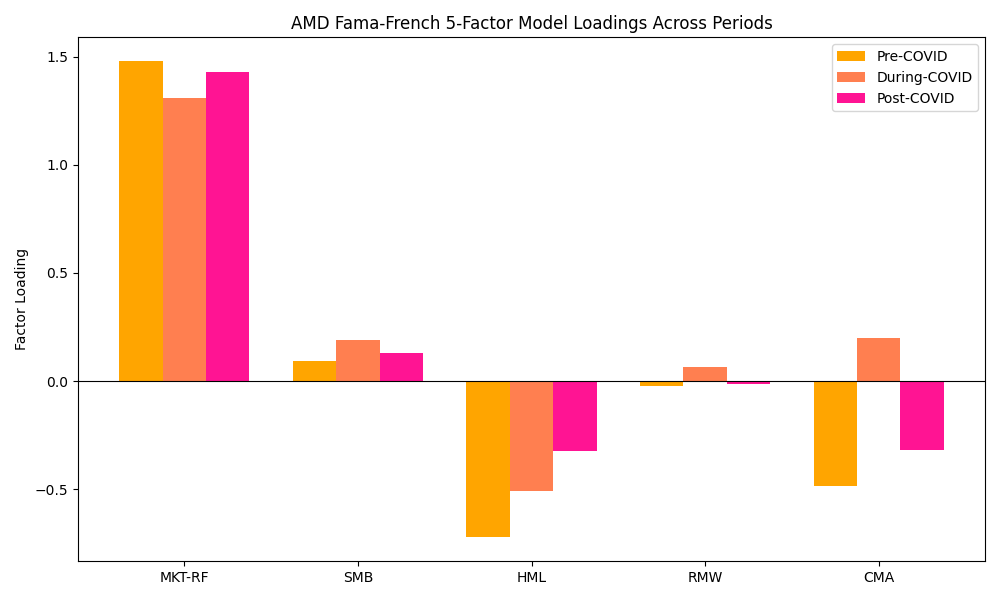 AMD Fama-French 5-Factor Model Loadings Across Periods
Pre-COVID
During-COVID
Post-COVID
Factor Loading
1.5
1.0
0.5
0.0
−0.5
MKT-RF
SMB
HML
RMW
CMA